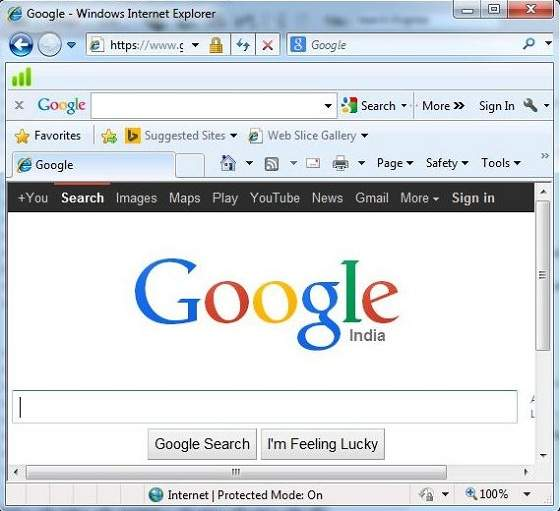 Google - Windows Internet Explorer
https://www.g
Google
Google Search More Sign In
Favorites Suggested Sites Web Slice Gallery
Google Page Safety Tools
+You Search Images Maps Play YouTube News Gmail More Sign in
Google
India
Google Search I'm Feeling Lucky
Internet | Protected Mode: On 100%